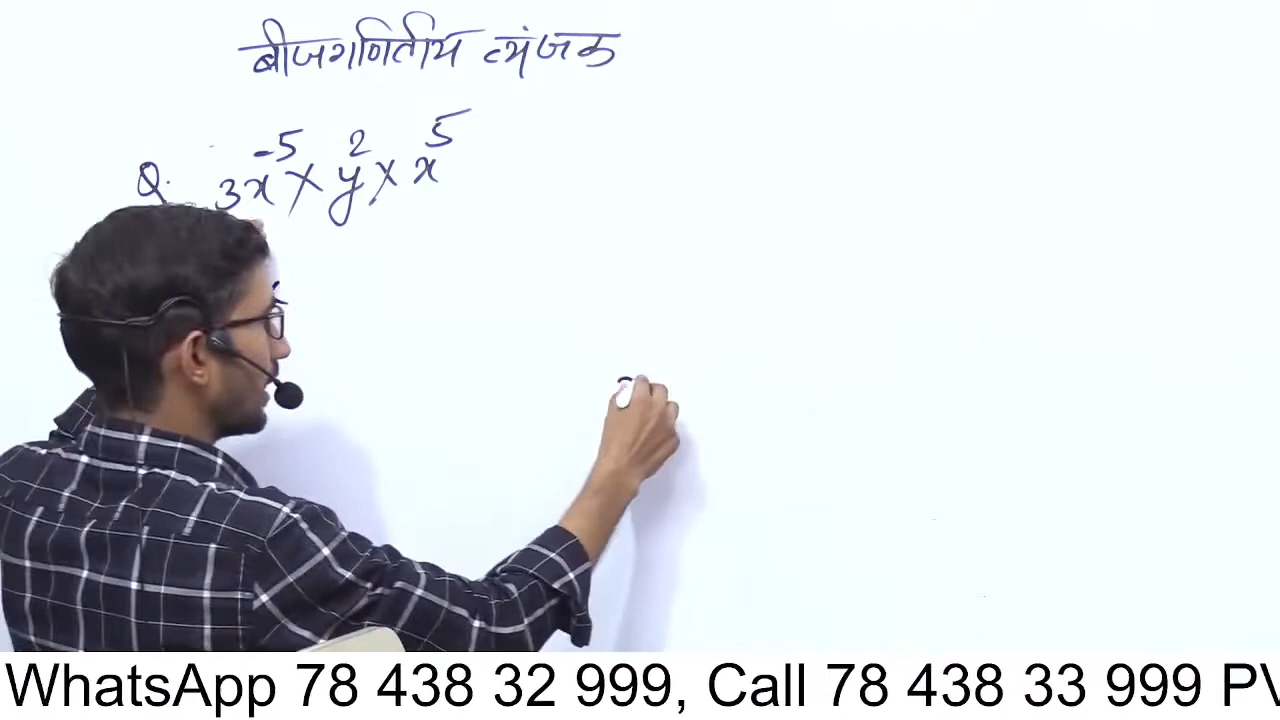 बीजगणितीय व्यंजक
Q. 3x⁻⁵ × y² × x⁵
WhatsApp 78 438 32 999, Call 78 438 33 999 PV